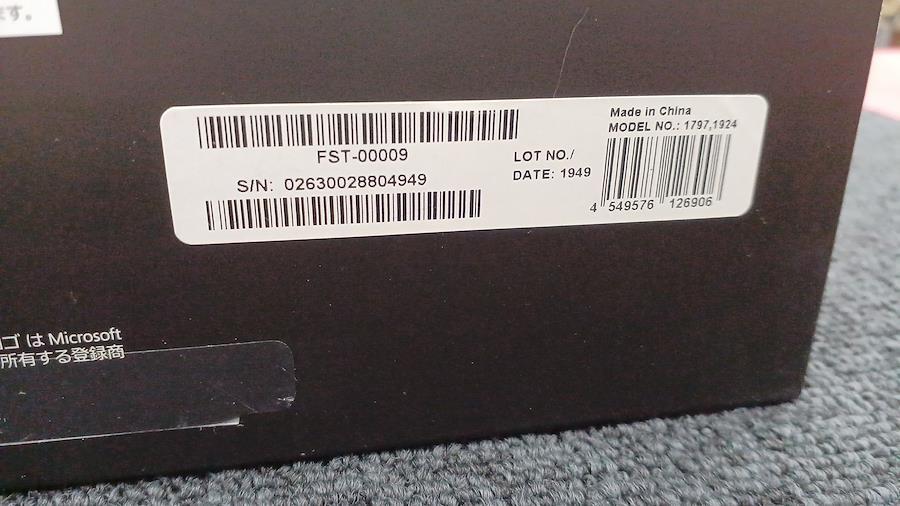 ます。
FST-00009
S/N: 02630028804949
LOT NO./
DATE: 1949
Made in China
MODEL NO.: 1797,1924
4 549576 126906
ゴ は Microsoft
所有する登録商